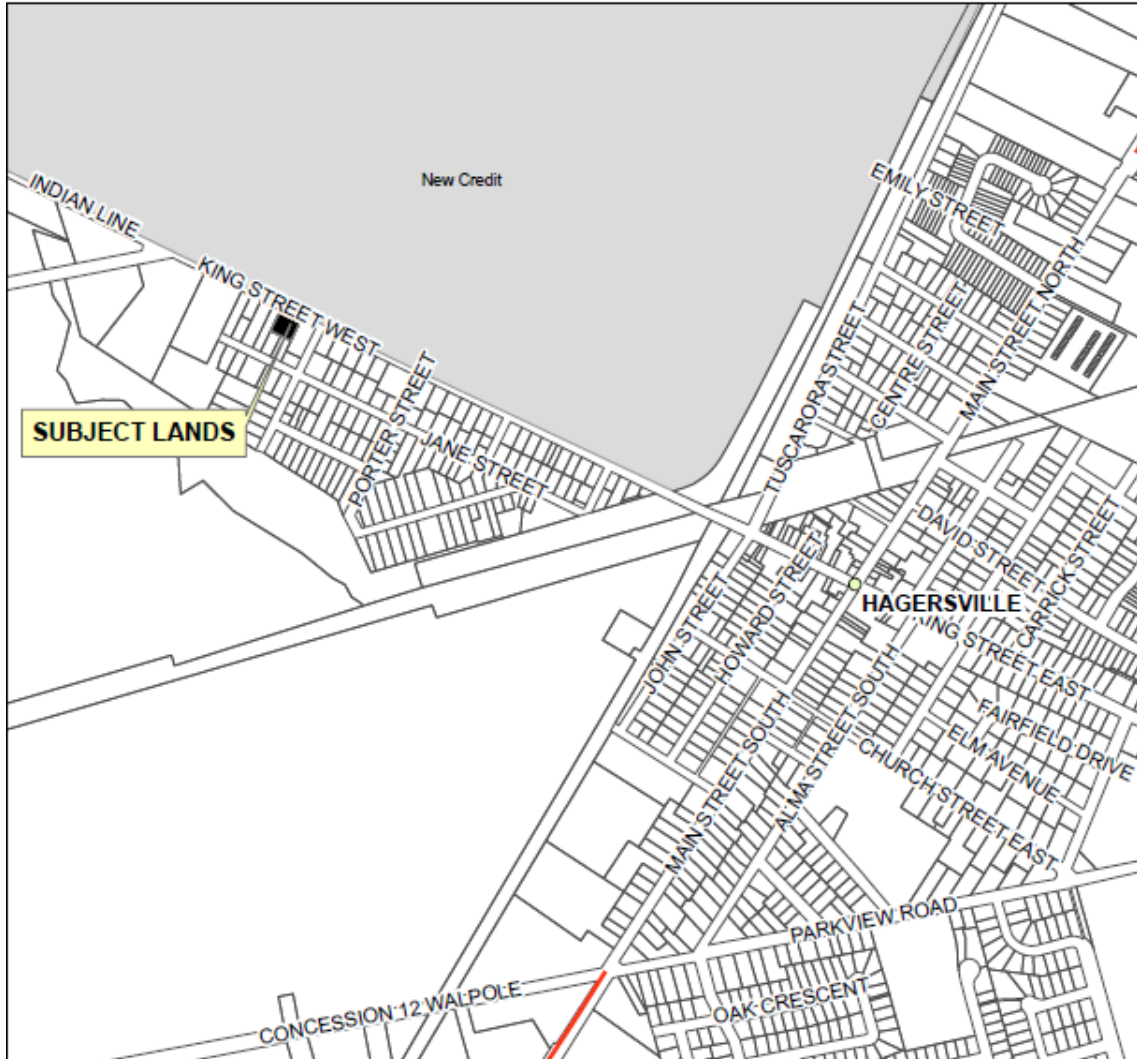 New Credit
INDIAN LINE
EMILY STREET
KING STREET WEST
MAIN STREET NORTH
CENTRE STREET
TUSCARORA STREET
SUBJECT LANDS
PORTER STREET
JANE STREET
DAVID STREET
CARRICK STREET
HOWARD STREET
HAGERSVILLE
JOHN STREET
KING STREET EAST
FAIRFIELD DRIVE
ELM AVENUE
MAIN STREET SOUTH
ALMA STREET SOUTH
CHURCH STREET EAST
PARKVIEW ROAD
CONCESSION 12 WALPOLE
OAK CRESCENT